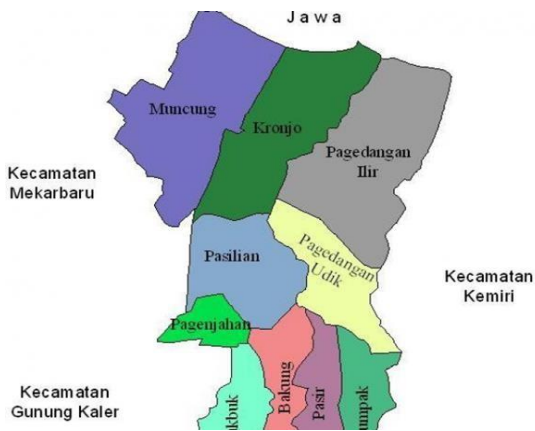 Jawa
Muncung
Kronjo
Pagedangan
Ilir
Kecamatan
Mekarbaru
Pasilian
Pagedangan
Udik
Kecamatan
Kemiri
Pagenjahan
Kecamatan
Gunung Kaler
Bakung
Pasir